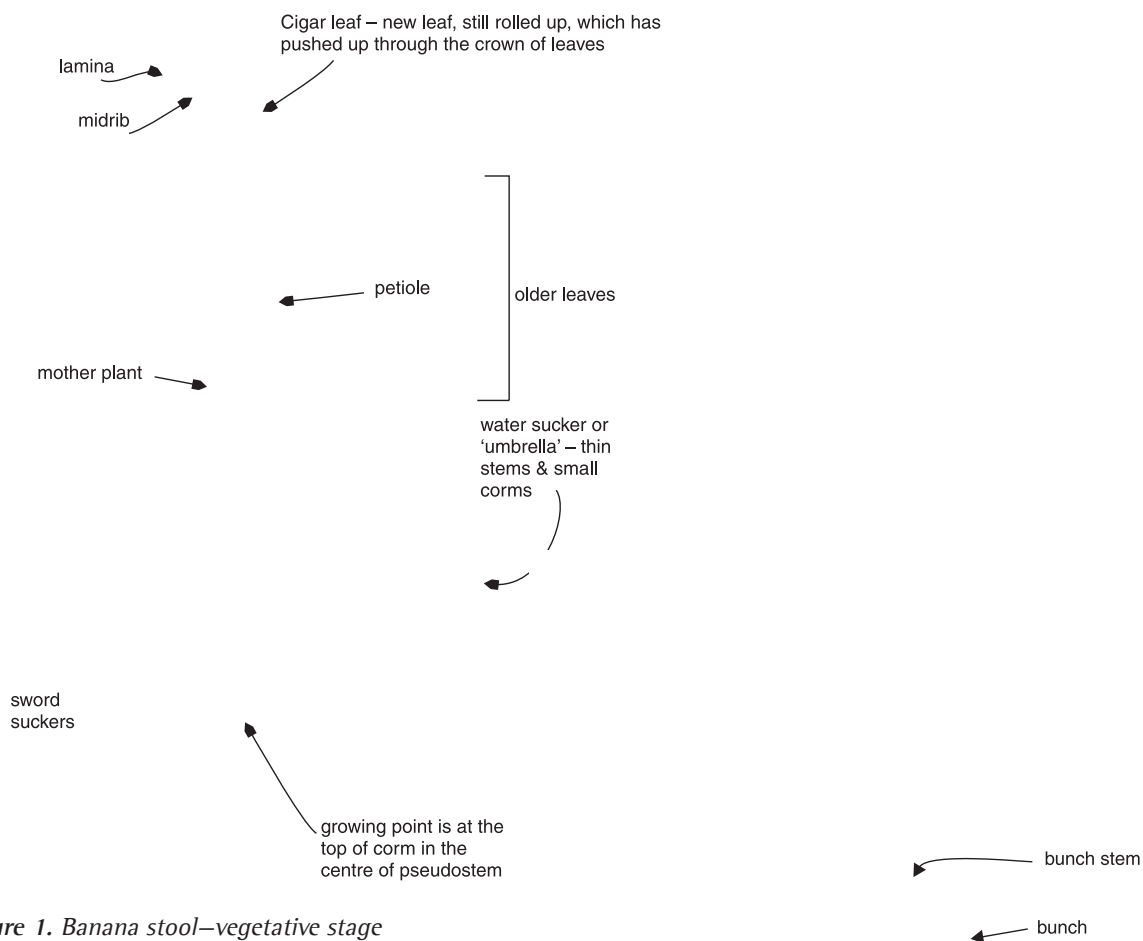 Cigar leaf – new leaf, still rolled up, which has
pushed up through the crown of leaves
lamina
midrib
petiole
older leaves
mother plant
water sucker or
‘umbrella’ – thin
stems & small
corms
sword
suckers
growing point is at the
top of corm in the
centre of pseudostem
bunch stem
ure 1. Banana stool—vegetative stage
bunch